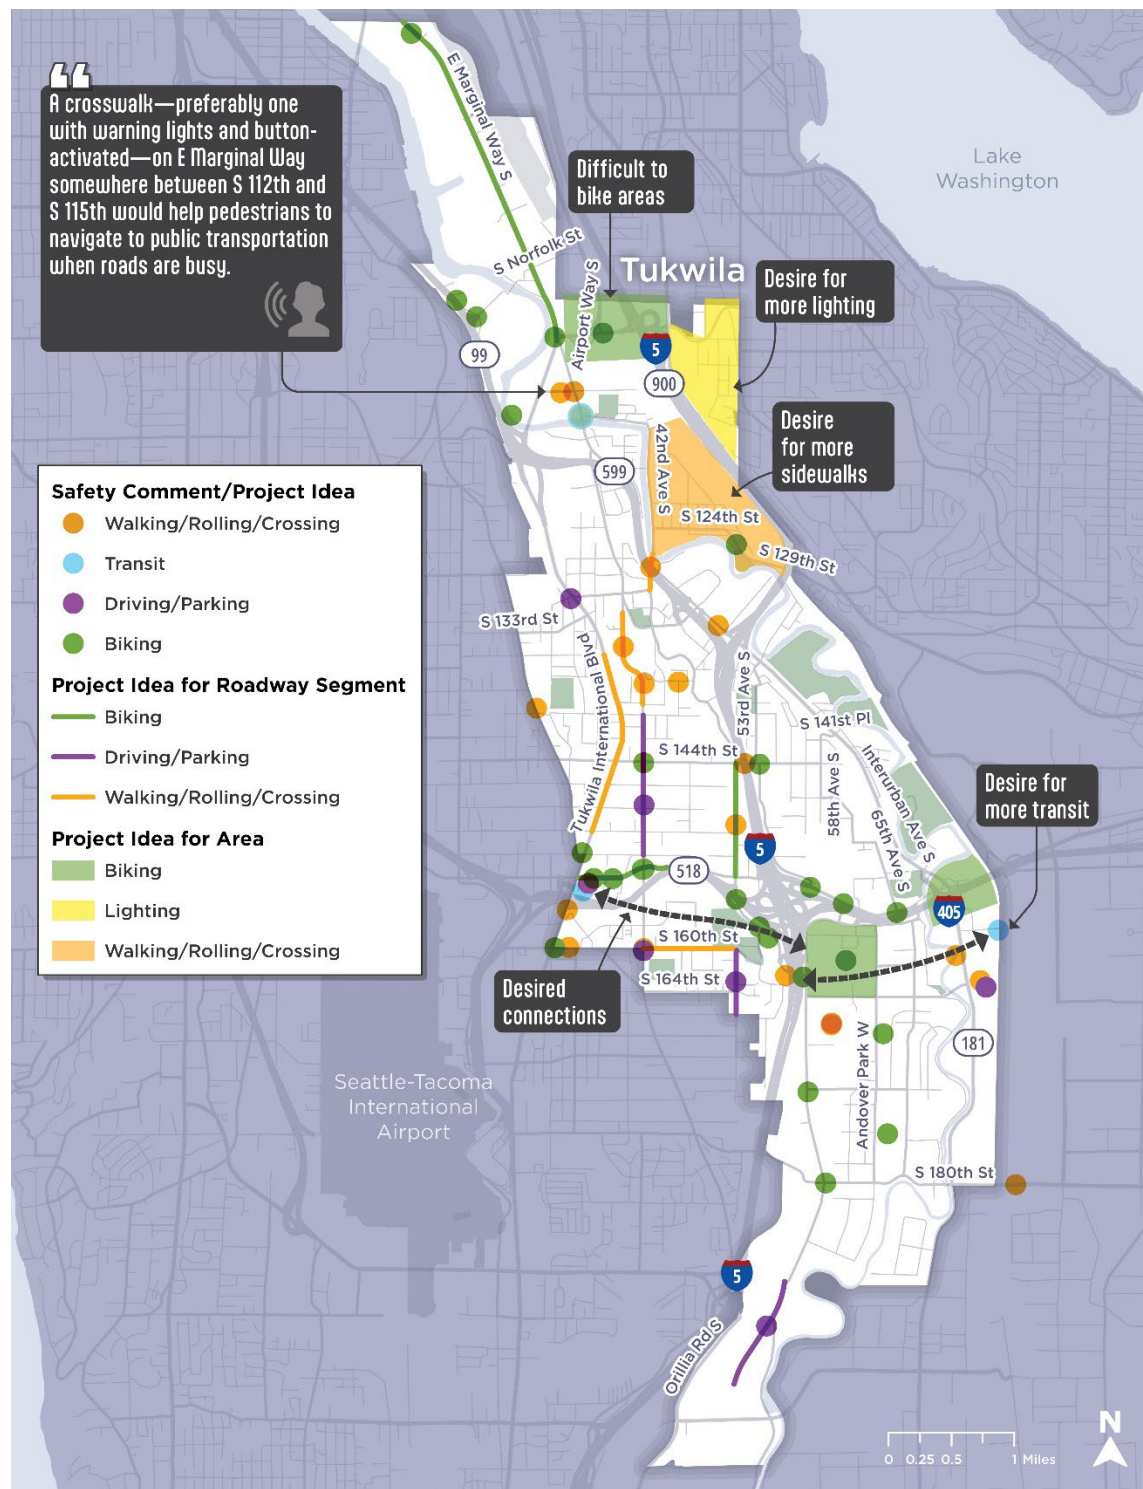 “
A crosswalk—preferably one
with warning lights and button-
activated—on E Marginal Way
somewhere between S 112th and
S 115th would help pedestrians to
navigate to public transportation
when roads are busy.
E Marginal Way S
Lake
Washington
Difficult to
bike areas
S Norfolk St
Tukwila
Airport Way S
Desire for
more lighting
5
99
900
Desire
for more
sidewalks
42nd Ave S
599
S 124th St
S 129th St
Safety Comment/Project Idea
Walking/Rolling/Crossing
Transit
Driving/Parking
Biking
Project Idea for Roadway Segment
Biking
Driving/Parking
Walking/Rolling/Crossing
Project Idea for Area
Biking
Lighting
Walking/Rolling/Crossing
S 133rd St
Tukwila International Blvd
53rd Ave S
S 141st Pl
S 144th St
58th Ave S
Interurban Ave S
65th Ave S
Desire for
more transit
5
518
405
S 160th St
S 164th St
Desired
connections
181
Andover Park W
Seattle-Tacoma
International
Airport
S 180th St
5
Orillia Rd S
N
0 0.25 0.5 1 Miles